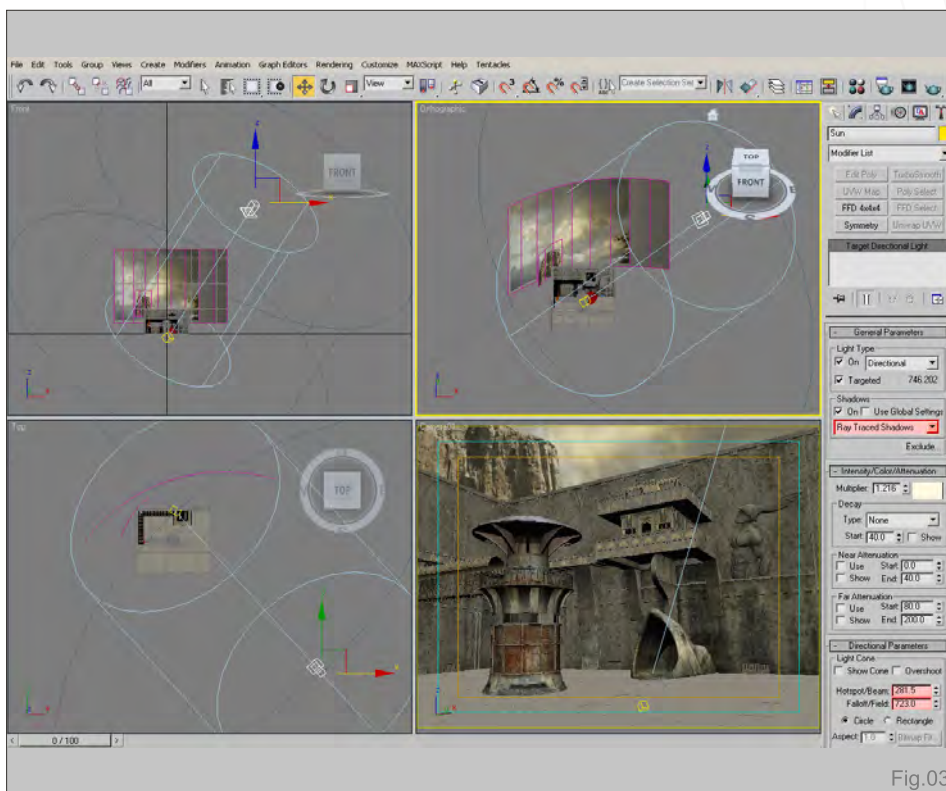 File Edit Tools Group Views Create Modifiers Animation Graph Editors Rendering Customize MAXScript Help Tentacles
All View Create Selection Set
Front
Orthographic
FRONT
TOP
FRONT
Sun
Modifier List
Edit Poly TurboSmooth
UVW Map Poly Select
FFD 4x4x4 FFD Select
Symmetry Unwrap UVW
Target Directional Light
- General Parameters
Light Type
On Directional
Targeted 746.202
Shadows
On Use Global Settings
Ray Traced Shadows
Exclude...
Top
TOP
- Intensity/Color/Attenuation
Multiplier: 1.216
Decay
Type: None
Start: 40.0 Show
Near Attenuation
Use Start: 0.0
Show End: 40.0
Far Attenuation
Use Start: 80.0
Show End: 200.0
- Directional Parameters
Light Cone
Show Cone Overshoot
Hotspot/Beam: 281.5
Falloff/Field: 723.0
Circle Rectangle
Aspect: 1.0 Bitmap Fit...
< 0 / 100 >
Fig.03